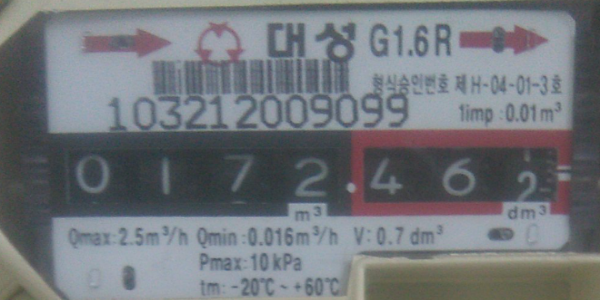 대성 G1.6R
형식승인번호 제 H-04-01-3호
103212009099
1imp : 0.01m³
0172.462
m³ dm³
Qmax:2.5m³/h Qmin:0.016m³/h V: 0.7 dm³
Pmax:10 kPa
tm: -20℃ ~ +60℃